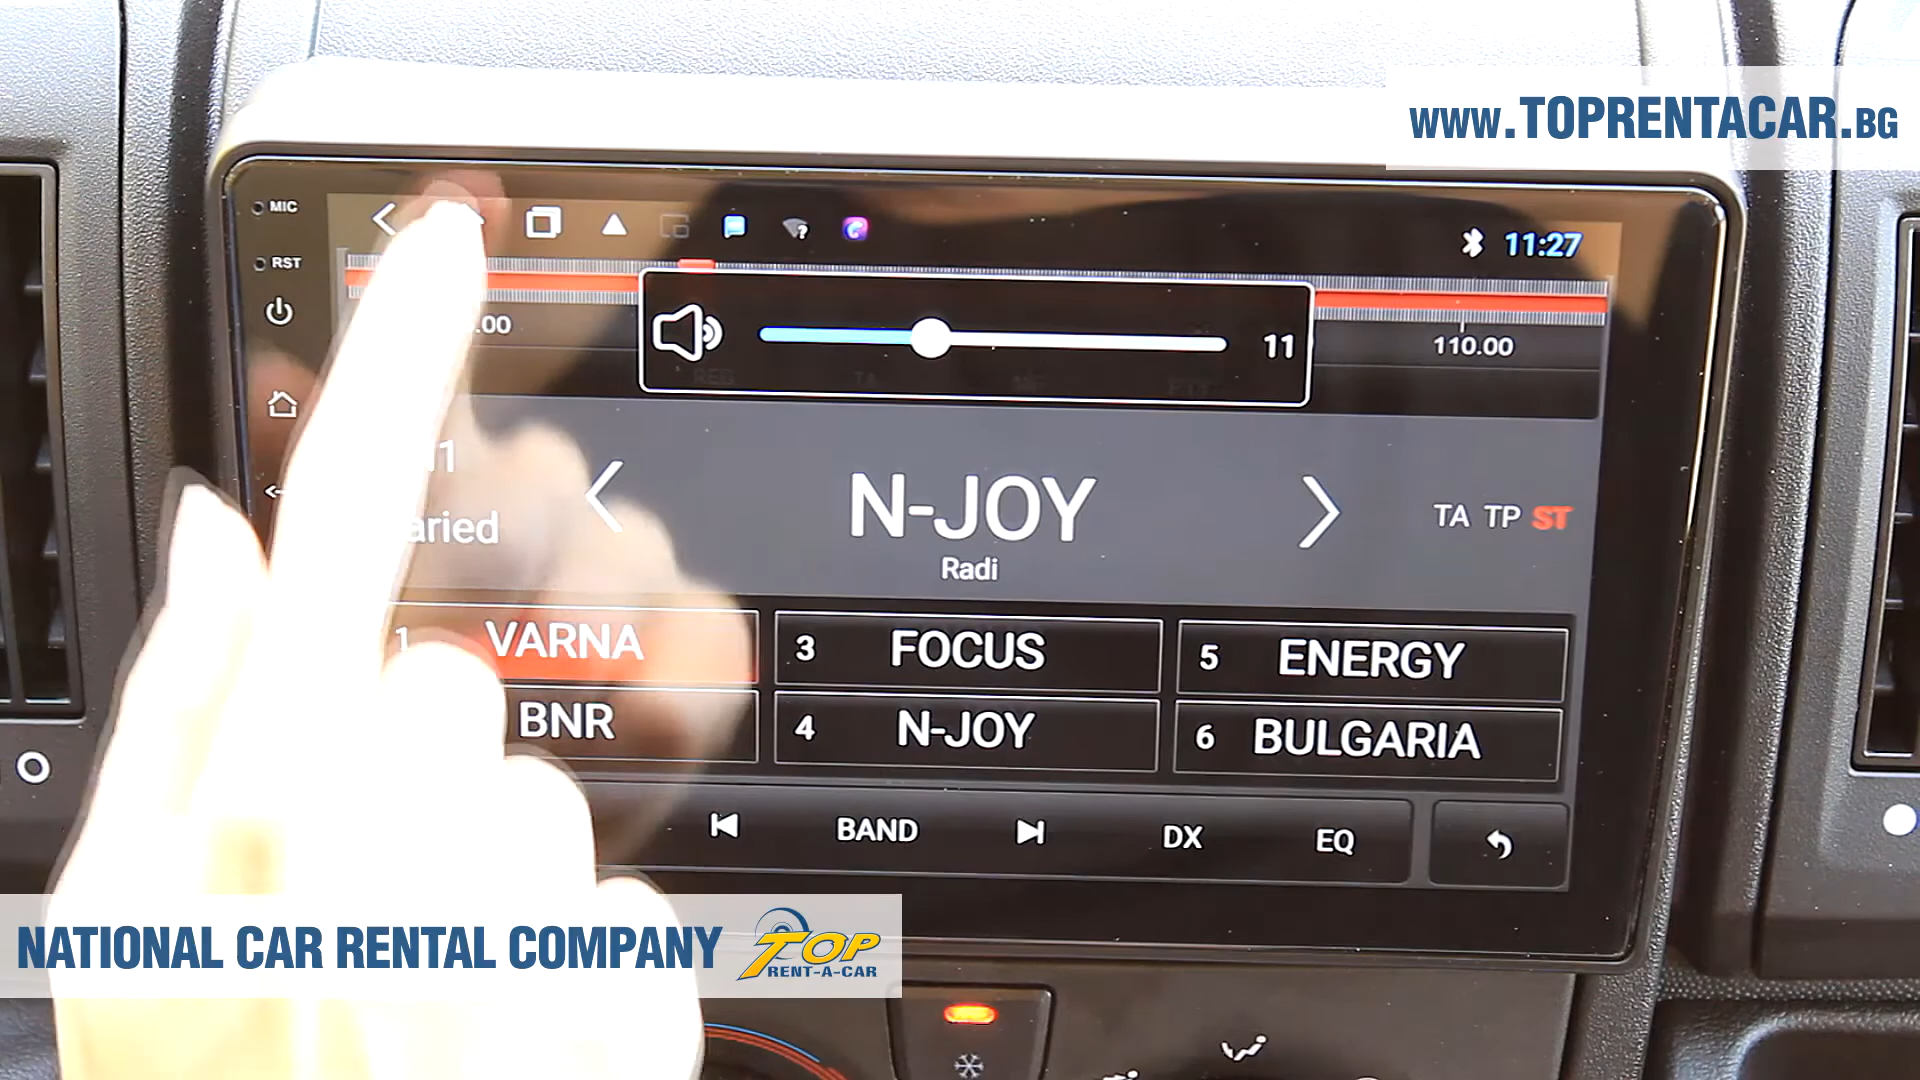 www.TOPRENTACAR.BG
MIC
11:27
RST
.00
11
110.00
N-JOY
TA TP ST
Radi
1 VARNA
3 FOCUS
5 ENERGY
BNR
4 N-JOY
6 BULGARIA
BAND
DX
EQ
NATIONAL CAR RENTAL COMPANY
TOP
RENT-A-CAR